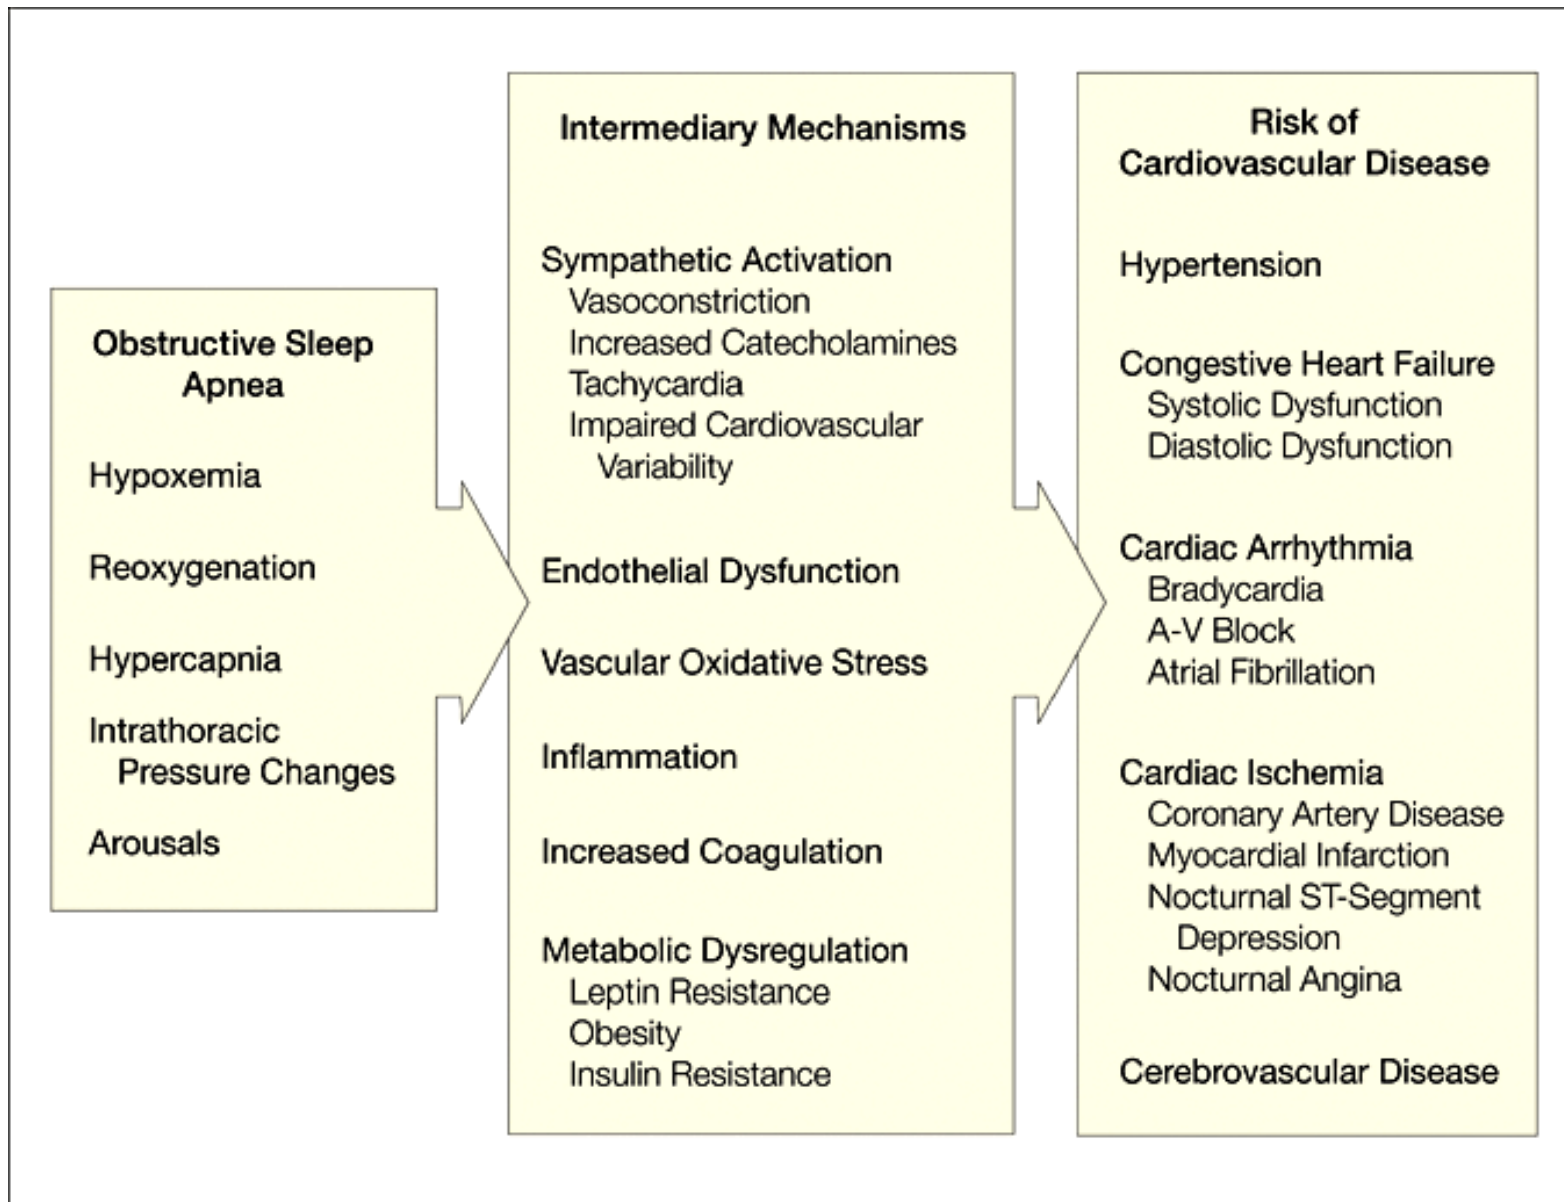 Obstructive Sleep
Apnea
Hypoxemia
Reoxygenation
Hypercapnia
Intrathoracic
Pressure Changes
Arousals
Intermediary Mechanisms
Sympathetic Activation
Vasoconstriction
Increased Catecholamines
Tachycardia
Impaired Cardiovascular
Variability
Endothelial Dysfunction
Vascular Oxidative Stress
Inflammation
Increased Coagulation
Metabolic Dysregulation
Leptin Resistance
Obesity
Insulin Resistance
Risk of
Cardiovascular Disease
Hypertension
Congestive Heart Failure
Systolic Dysfunction
Diastolic Dysfunction
Cardiac Arrhythmia
Bradycardia
A-V Block
Atrial Fibrillation
Cardiac Ischemia
Coronary Artery Disease
Myocardial Infarction
Nocturnal ST-Segment
Depression
Nocturnal Angina
Cerebrovascular Disease